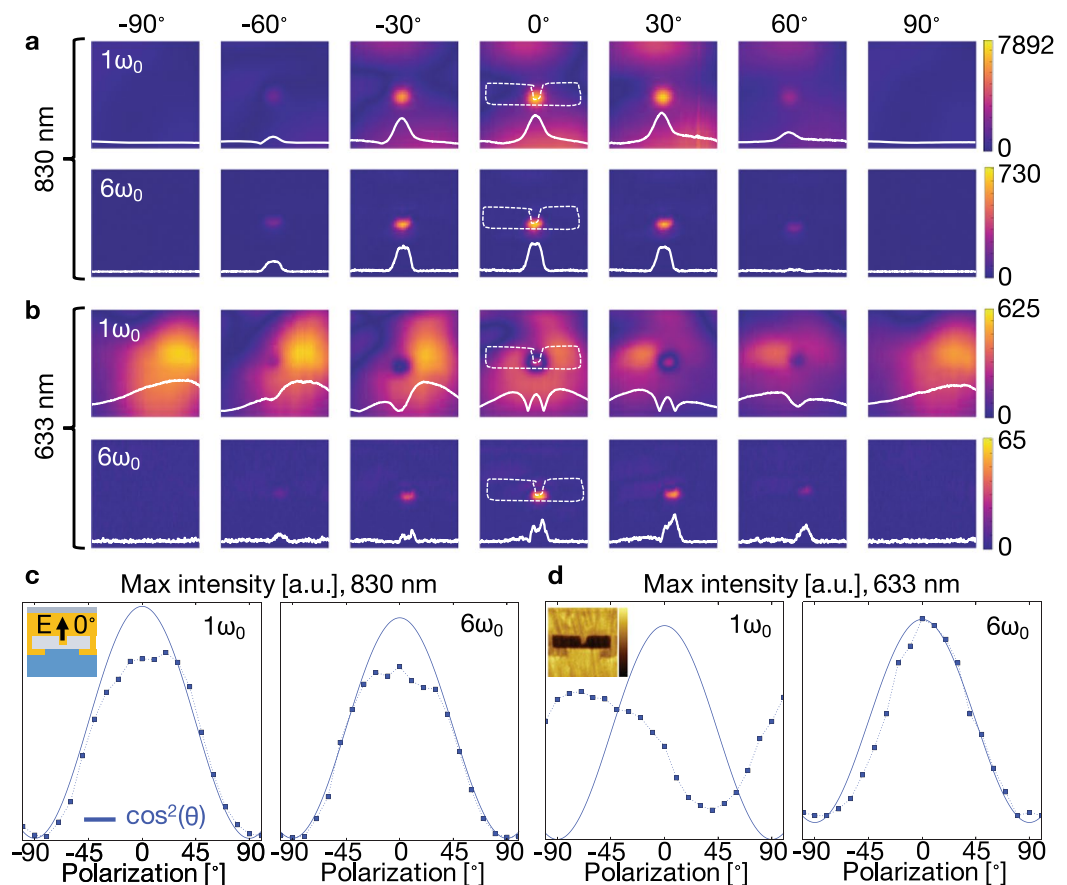 -90° -60° -30° 0° 30° 60° 90°
a
830 nm
1ω₀
7892
0
6ω₀
730
0
b
633 nm
1ω₀
625
0
6ω₀
65
0
c
Max intensity [a.u.], 830 nm
E 0°
1ω₀
cos²(θ)
-90 -45 0 45 90
Polarization [°]
6ω₀
-90 -45 0 45 90
Polarization [°]
d
Max intensity [a.u.], 633 nm
1ω₀
-90 -45 0 45 90
Polarization [°]
6ω₀
-90 -45 0 45 90
Polarization [°]